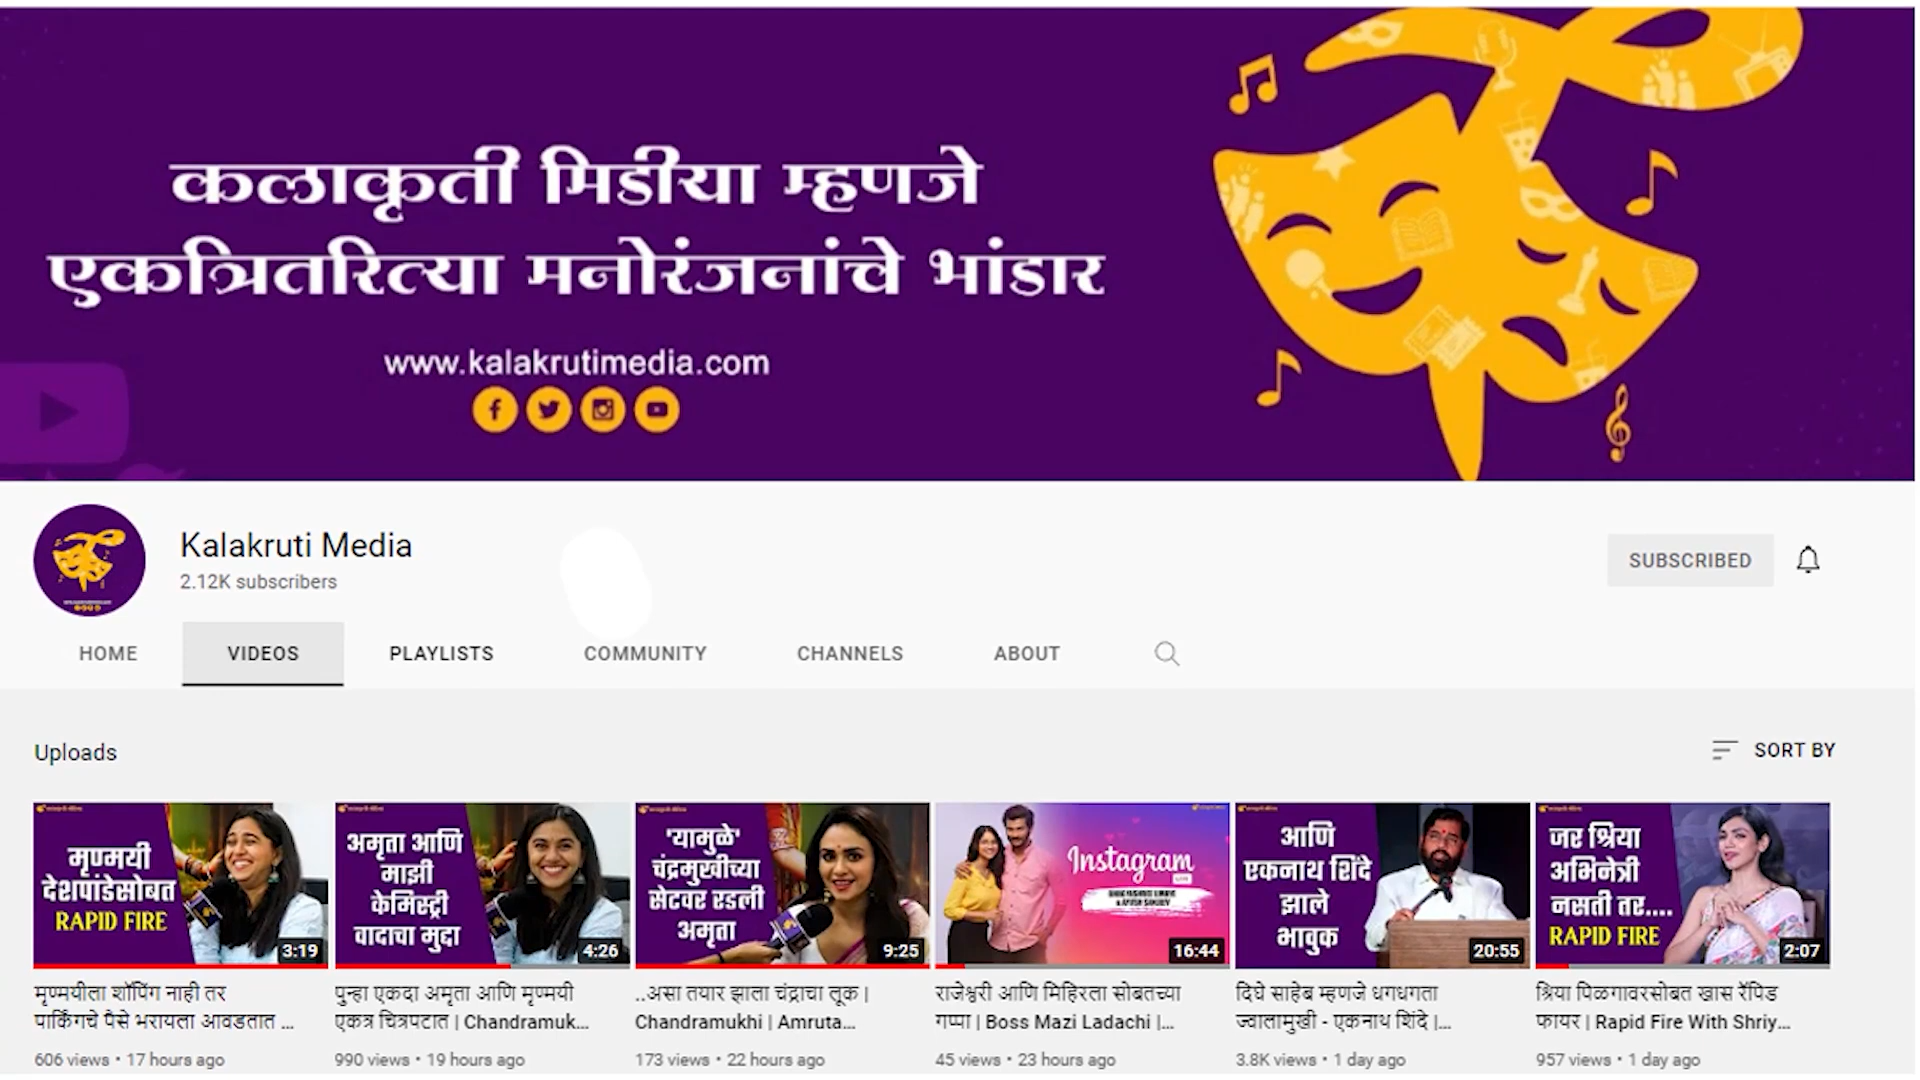 कलाकृती मिडीया म्हणजे
एकत्रितरित्या मनोरंजनांचे भांडार
www.kalakrutimedia.com
Kalakruti Media
2.12K subscribers
SUBSCRIBED
HOME VIDEOS PLAYLISTS COMMUNITY CHANNELS ABOUT
Uploads
SORT BY
मृण्मयी
देशपांडेसोबत
RAPID FIRE
3:19
मृण्मयीला शॉपिंग नाही तर
पार्किंगचे पैसे भरायला आवडतात ...
606 views • 17 hours ago
अमृता आणि
माझी
केमिस्ट्री
वादाचा मुद्दा
4:26
पुन्हा एकदा अमृता आणि मृण्मयी
एकत्र चित्रपटात | Chandramuk...
990 views • 19 hours ago
'यामुळे'
चंद्रमुखीच्या
सेटवर रडली
अमृता
9:25
..असा तयार झाला चंद्राचा लूक |
Chandramukhi | Amruta...
173 views • 22 hours ago
Instagram
16:44
राजेश्वरी आणि मिहिरला सोबतच्या
गप्पा | Boss Mazi Ladachi |...
45 views • 23 hours ago
आणि
एकनाथ शिंदे
झाले
भावुक
20:55
दिघे साहेब म्हणजे धगधगता
ज्वालामुखी - एकनाथ शिंदे |...
3.8K views • 1 day ago
जर श्रिया
अभिनेत्री
नसती तर....
RAPID FIRE
2:07
श्रिया पिळगावरसोबत खास रॅपिड
फायर | Rapid Fire With Shriy...
957 views • 1 day ago